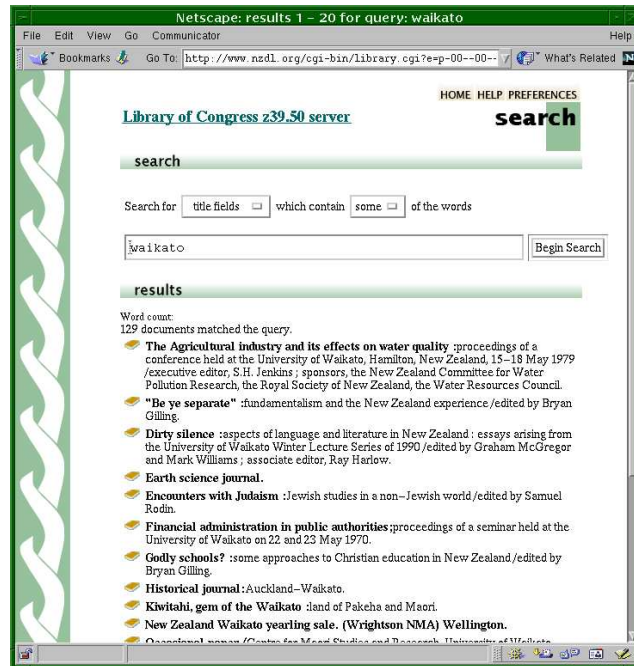 Netscape: results 1 - 20 for query: waikato
File Edit View Go Communicator Help
Bookmarks Go To: http://www.nzdl.org/cgi-bin/library.cgi?e=p-00--00-- What's Related
HOME HELP PREFERENCES
Library of Congress z39.50 server
search
search
Search for title fields which contain some of the words
waikato Begin Search
results
Word count:
129 documents matched the query.
The Agricultural industry and its effects on water quality :proceedings of a
conference held at the University of Waikato, Hamilton, New Zealand, 15-18 May 1979
/executive editor, S.H. Jenkins ; sponsors, the New Zealand Committee for Water
Pollution Research, the Royal Society of New Zealand, the Water Resources Council.
"Be ye separate" :fundamentalism and the New Zealand experience /edited by Bryan
Gilling.
Dirty silence :aspects of language and literature in New Zealand : essays arising from
the University of Waikato Winter Lecture Series of 1990 /edited by Graham McGregor
and Mark Williams ; associate editor, Ray Harlow.
Earth science journal.
Encounters with Judaism :Jewish studies in a non-Jewish world /edited by Samuel
Rodin.
Financial administration in public authorities;proceedings of a seminar held at the
University of Waikato on 22 and 23 May 1970.
Godly schools? :some approaches to Christian education in New Zealand /edited by
Bryan Gilling.
Historical journal:Auckland-Waikato.
Kiwitahi, gem of the Waikato :land of Pakeha and Maori.
New Zealand Waikato yearling sale. (Wrightson NMA) Wellington.
Occasional paper (Centre for Maori Studies and Research, University of Waikato